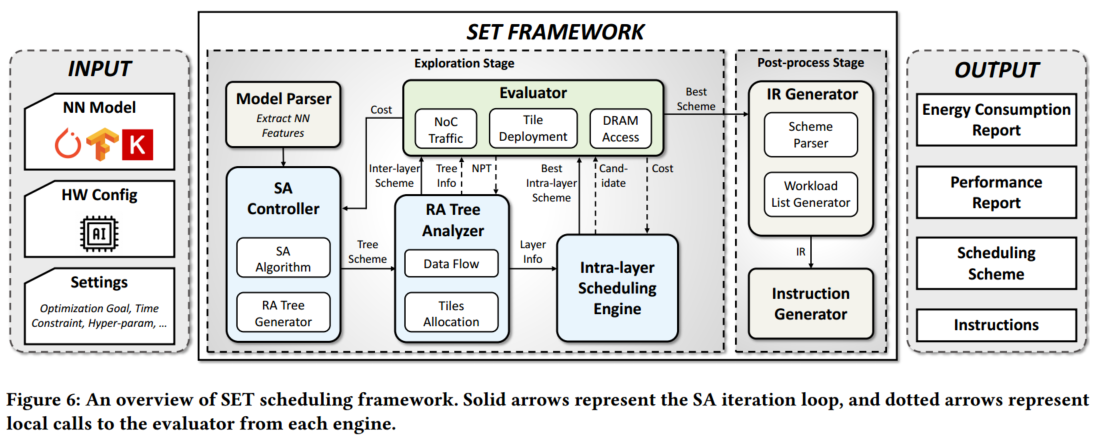 SET FRAMEWORK
INPUT
NN Model
K
HW Config
AI
Settings
Optimization Goal, Time
Constraint, Hyper-param, ...
Exploration Stage
Model Parser
Extract NN
Features
Cost
Evaluator
NoC
Traffic
Tile
Deployment
DRAM
Access
Inter-layer
Scheme
Tree
Info
NPT
Best
Intra-layer
Scheme
Cand-
idate
Cost
SA
Controller
SA
Algorithm
RA Tree
Generator
Tree
Scheme
RA Tree
Analyzer
Data Flow
Tiles
Allocation
Layer
Info
Intra-layer
Scheduling
Engine
Best
Scheme
Post-process Stage
IR Generator
Scheme
Parser
Workload
List Generator
IR
Instruction
Generator
OUTPUT
Energy Consumption
Report
Performance
Report
Scheduling
Scheme
Instructions
Figure 6: An overview of SET scheduling framework. Solid arrows represent the SA iteration loop, and dotted arrows represent
local calls to the evaluator from each engine.